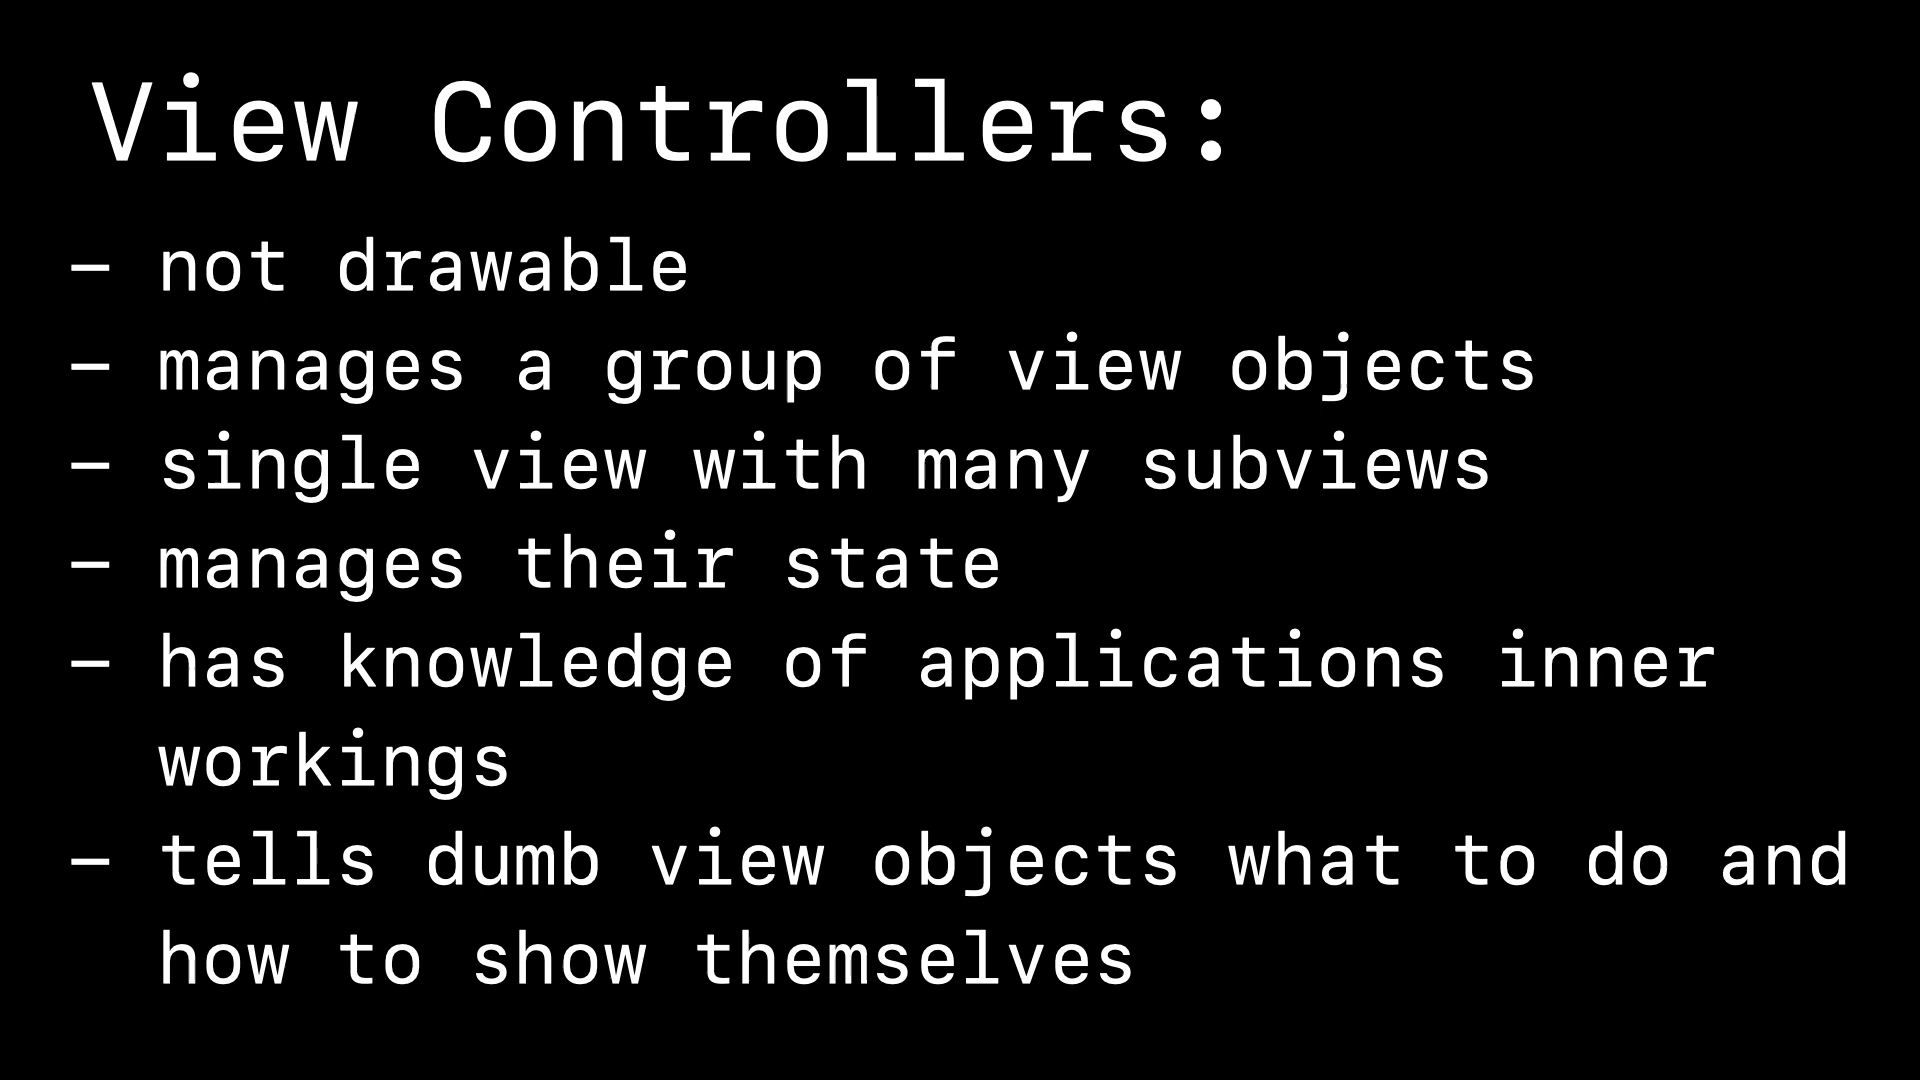 View Controllers:
— not drawable
— manages a group of view objects
— single view with many subviews
— manages their state
— has knowledge of applications inner
workings
— tells dumb view objects what to do and
how to show themselves